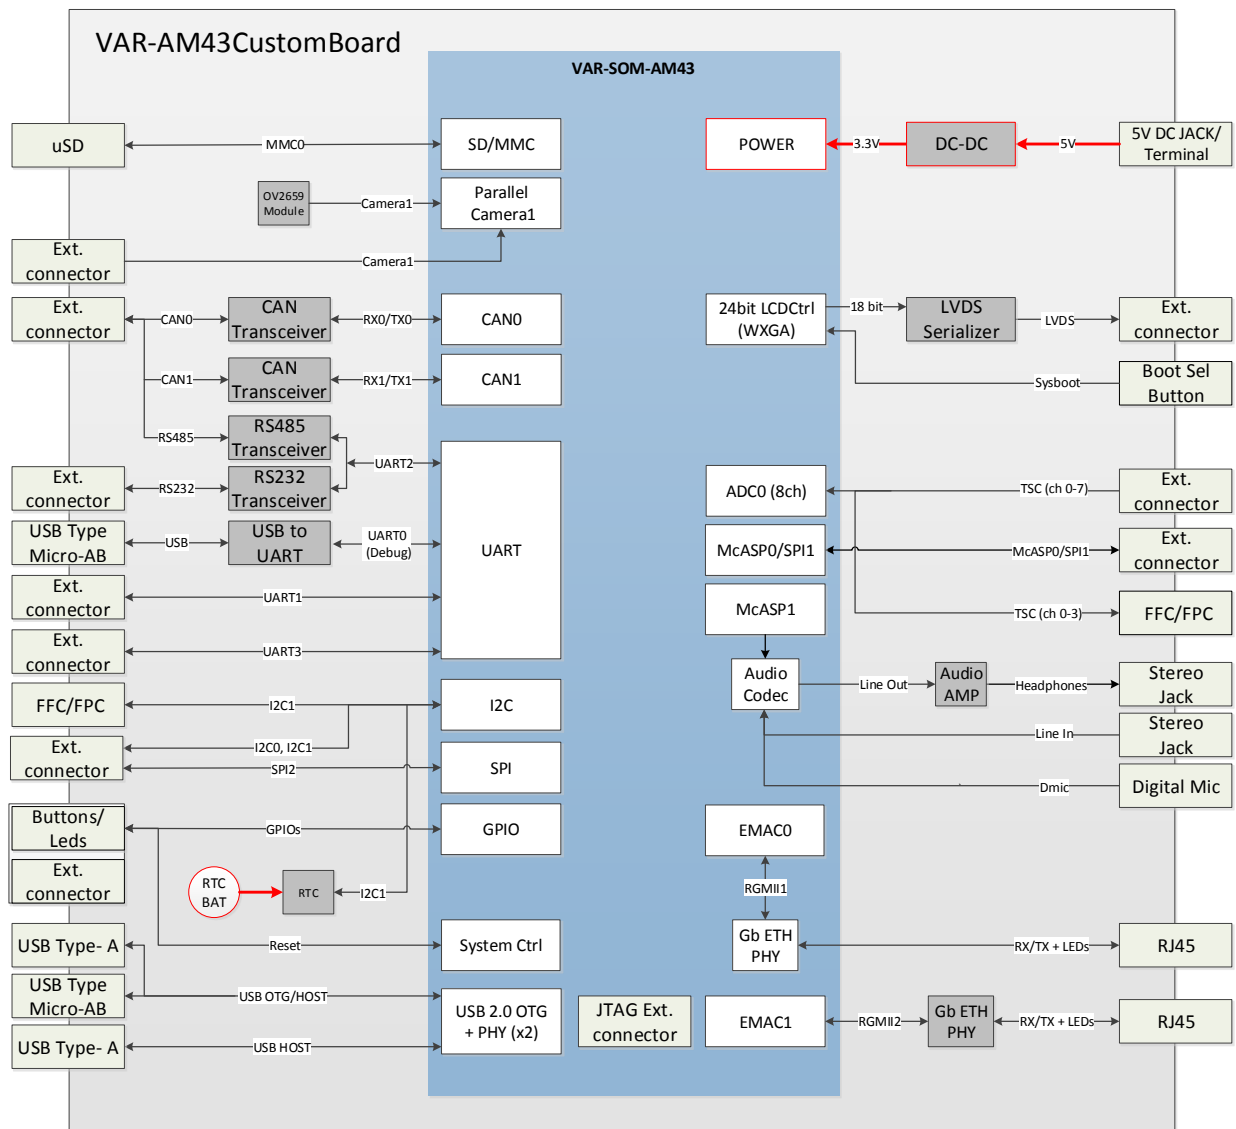 VAR-AM43CustomBoard
VAR-SOM-AM43
uSD
MMC0
SD/MMC
POWER
3.3V
DC-DC
5V
5V DC JACK/
Terminal
OV2659
Module
Camera1
Parallel
Camera1
Ext.
connector
Camera1
Ext.
connector
CAN0
CAN
Transceiver
RX0/TX0
CAN0
24bit LCDCtrl
(WXGA)
18 bit
LVDS
Serializer
LVDS
Ext.
connector
CAN1
CAN
Transceiver
RX1/TX1
CAN1
Sysboot
Boot Sel
Button
RS485
RS485
Transceiver
UART2
Ext.
connector
RS232
RS232
Transceiver
ADC0 (8ch)
TSC (ch 0-7)
Ext.
connector
USB Type
Micro-AB
USB
USB to
UART
UART0
(Debug)
UART
McASP0/SPI1
McASP0/SPI1
Ext.
connector
Ext.
connector
UART1
McASP1
TSC (ch 0-3)
FFC/FPC
Ext.
connector
UART3
Audio
Codec
Line Out
Audio
AMP
Headphones
Stereo
Jack
FFC/FPC
I2C1
I2C
Line In
Stereo
Jack
Ext.
connector
I2C0, I2C1
SPI2
SPI
Dmic
Digital Mic
Buttons/
Leds
GPIOs
GPIO
EMAC0
Ext.
connector
RTC
BAT
RTC
I2C1
RGMII1
USB Type- A
Reset
System Ctrl
Gb ETH
PHY
RX/TX + LEDs
RJ45
USB Type
Micro-AB
USB OTG/HOST
USB 2.0 OTG
+ PHY (x2)
JTAG Ext.
connector
EMAC1
RGMII2
Gb ETH
PHY
RX/TX + LEDs
RJ45
USB Type- A
USB HOST